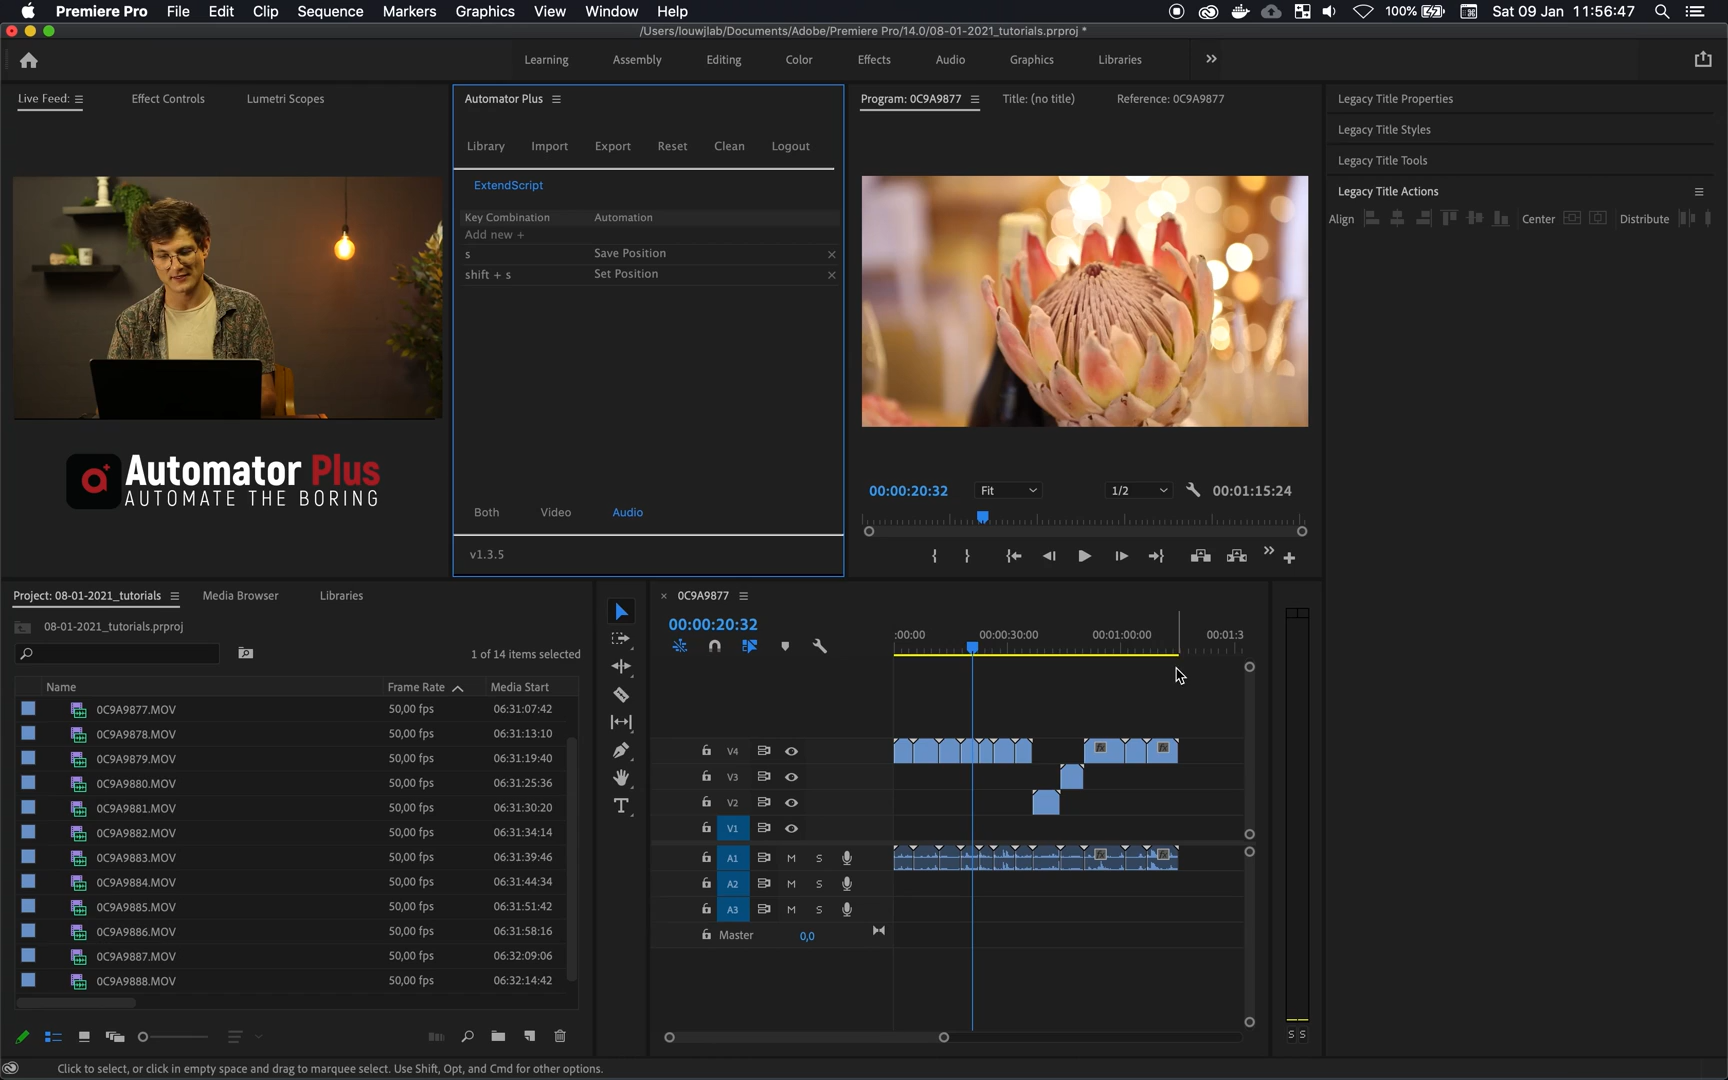 Premiere Pro File Edit Clip Sequence Markers Graphics View Window Help 100% Sat 09 Jan 11:56:47
/Users/louwjlab/Documents/Adobe/Premiere Pro/14.0/08-01-2021_tutorials.prproj *
Learning Assembly Editing Color Effects Audio Graphics Libraries
Live Feed: Effect Controls Lumetri Scopes
Automator Plus
Library Import Export Reset Clean Logout
ExtendScript
Key Combination Automation
Add new +
s Save Position
shift + s Set Position
Both Video Audio
v1.3.5
Automator Plus
AUTOMATE THE BORING
Program: 0C9A9877 Title: (no title) Reference: 0C9A9877
00:00:20:32 Fit 1/2 00:01:15:24
Legacy Title Properties
Legacy Title Styles
Legacy Title Tools
Legacy Title Actions
Align Center Distribute
Project: 08-01-2021_tutorials Media Browser Libraries
08-01-2021_tutorials.prproj
1 of 14 items selected
Name Frame Rate Media Start
0C9A9877.MOV 50,00 fps 06:31:07:42
0C9A9878.MOV 50,00 fps 06:31:13:10
0C9A9879.MOV 50,00 fps 06:31:19:40
0C9A9880.MOV 50,00 fps 06:31:25:36
0C9A9881.MOV 50,00 fps 06:31:30:20
0C9A9882.MOV 50,00 fps 06:31:34:14
0C9A9883.MOV 50,00 fps 06:31:39:46
0C9A9884.MOV 50,00 fps 06:31:44:34
0C9A9885.MOV 50,00 fps 06:31:51:42
0C9A9886.MOV 50,00 fps 06:31:58:16
0C9A9887.MOV 50,00 fps 06:32:09:06
0C9A9888.MOV 50,00 fps 06:32:14:42
0C9A9877
00:00:20:32
:00:00 00:00:30:00 00:01:00:00 00:01:3
V4
V3
V2
V1
A1 M S
A2 M S
A3 M S
Master 0,0
S S
Click to select, or click in empty space and drag to marquee select. Use Shift, Opt, and Cmd for other options.